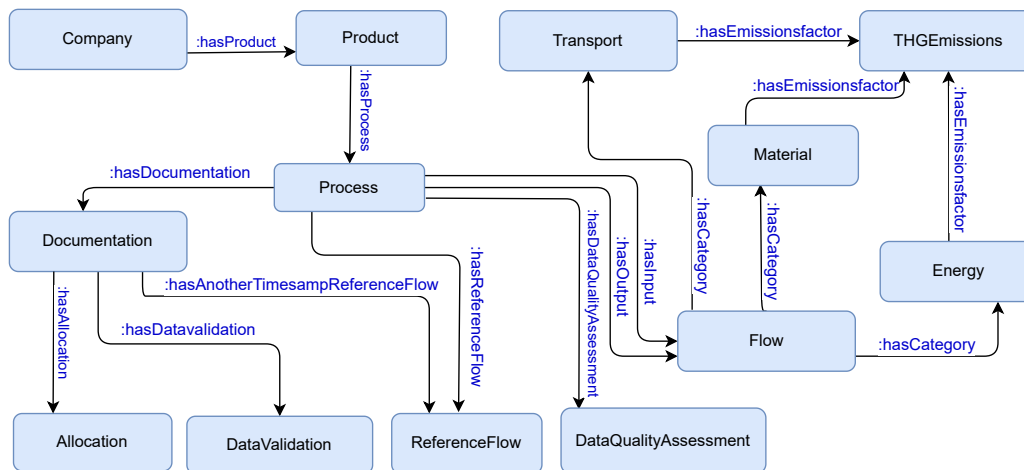 Company
:hasProduct
Product
Transport
:hasEmissionsfactor
THGEmissions
:hasProcess
:hasEmissionsfactor
:hasEmissionsfactor
Material
:hasDocumentation
Process
Documentation
:hasCategory
:hasCategory
:hasInput
:hasOutput
:hasDataQualityAssessment
:hasReferenceFlow
Energy
:hasAnotherTimesampReferenceFlow
:hasAllocation
:hasDatavalidation
Flow
:hasCategory
Allocation
DataValidation
ReferenceFlow
DataQualityAssessment